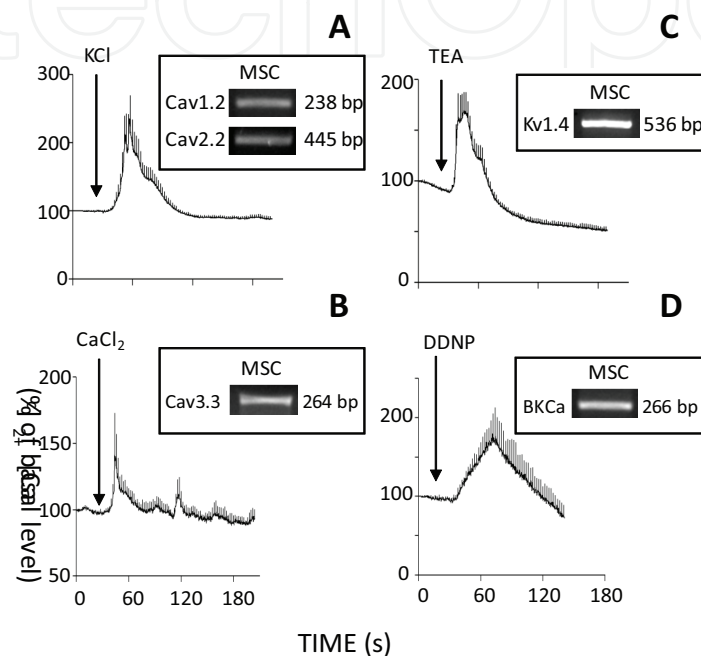 A
KCl
300
200
100
0
MSC
Cav1.2 238 bp
Cav2.2 445 bp
C
TEA
200
100
0
MSC
Kv1.4 536 bp
B
CaCl2
200
150
100
50
0 60 120 180
MSC
Cav3.3 264 bp
D
DDNP
200
100
0
0 60 120 180
MSC
BKCa 266 bp
(% of basal level)
TIME (s)